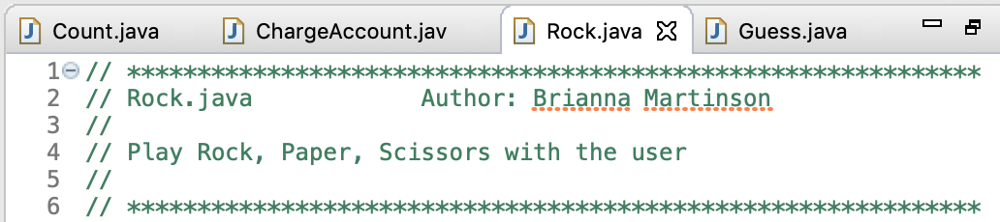 Count.java ChargeAccount.jav Rock.java Guess.java
1 // *************************************************************
2 // Rock.java Author: Brianna Martinson
3 //
4 // Play Rock, Paper, Scissors with the user
5 //
6 // *************************************************************